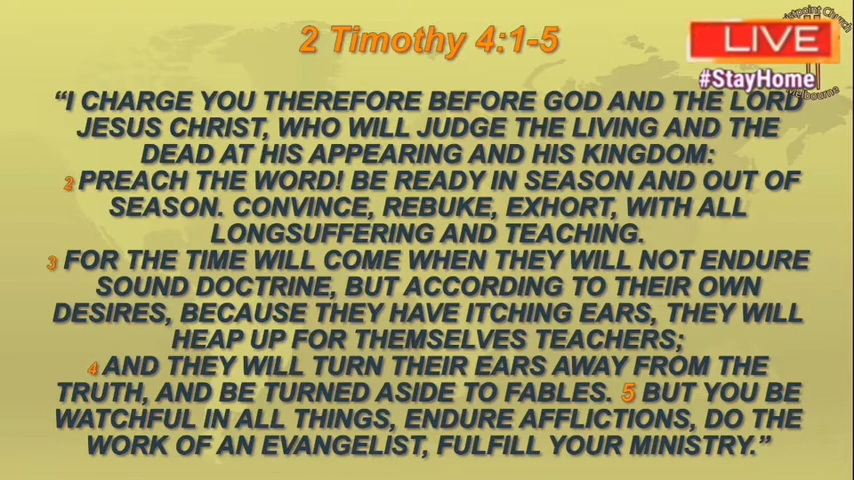 2 Timothy 4:1-5
LIVE
#StayHome
Church
Melbourne
“I CHARGE YOU THEREFORE BEFORE GOD AND THE LORD
JESUS CHRIST, WHO WILL JUDGE THE LIVING AND THE
DEAD AT HIS APPEARING AND HIS KINGDOM:
2 PREACH THE WORD! BE READY IN SEASON AND OUT OF
SEASON. CONVINCE, REBUKE, EXHORT, WITH ALL
LONGSUFFERING AND TEACHING.
3 FOR THE TIME WILL COME WHEN THEY WILL NOT ENDURE
SOUND DOCTRINE, BUT ACCORDING TO THEIR OWN
DESIRES, BECAUSE THEY HAVE ITCHING EARS, THEY WILL
HEAP UP FOR THEMSELVES TEACHERS;
4 AND THEY WILL TURN THEIR EARS AWAY FROM THE
TRUTH, AND BE TURNED ASIDE TO FABLES. 5 BUT YOU BE
WATCHFUL IN ALL THINGS, ENDURE AFFLICTIONS, DO THE
WORK OF AN EVANGELIST, FULFILL YOUR MINISTRY.”